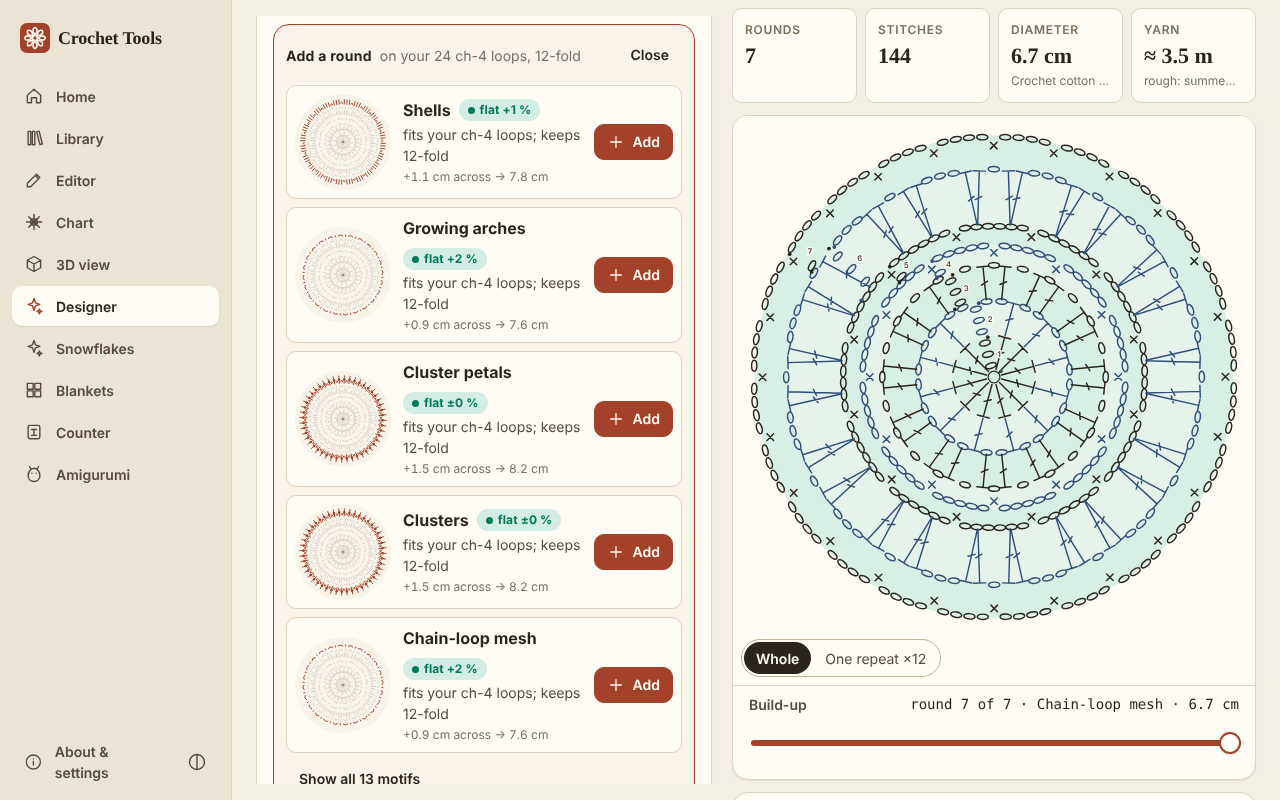 Crochet Tools
Home
Library
Editor
Chart
3D view
Designer
Snowflakes
Blankets
Counter
Amigurumi
About &
settings
Add a round on your 24 ch-4 loops, 12-fold Close
Shells flat +1 %
fits your ch-4 loops; keeps
12-fold
+1.1 cm across → 7.8 cm
Add
Growing arches
flat +2 %
fits your ch-4 loops; keeps
12-fold
+0.9 cm across → 7.6 cm
Add
Cluster petals
flat ±0 %
fits your ch-4 loops; keeps
12-fold
+1.5 cm across → 8.2 cm
Add
Clusters flat ±0 %
fits your ch-4 loops; keeps
12-fold
+1.5 cm across → 8.2 cm
Add
Chain-loop mesh
flat +2 %
fits your ch-4 loops; keeps
12-fold
+0.9 cm across → 7.6 cm
Add
Show all 13 motifs
ROUNDS
7
STITCHES
144
DIAMETER
6.7 cm
Crochet cotton ...
YARN
≈ 3.5 m
rough: summe...
7
6
5
4
3
2
1
Whole One repeat ×12
Build-up round 7 of 7 · Chain-loop mesh · 6.7 cm